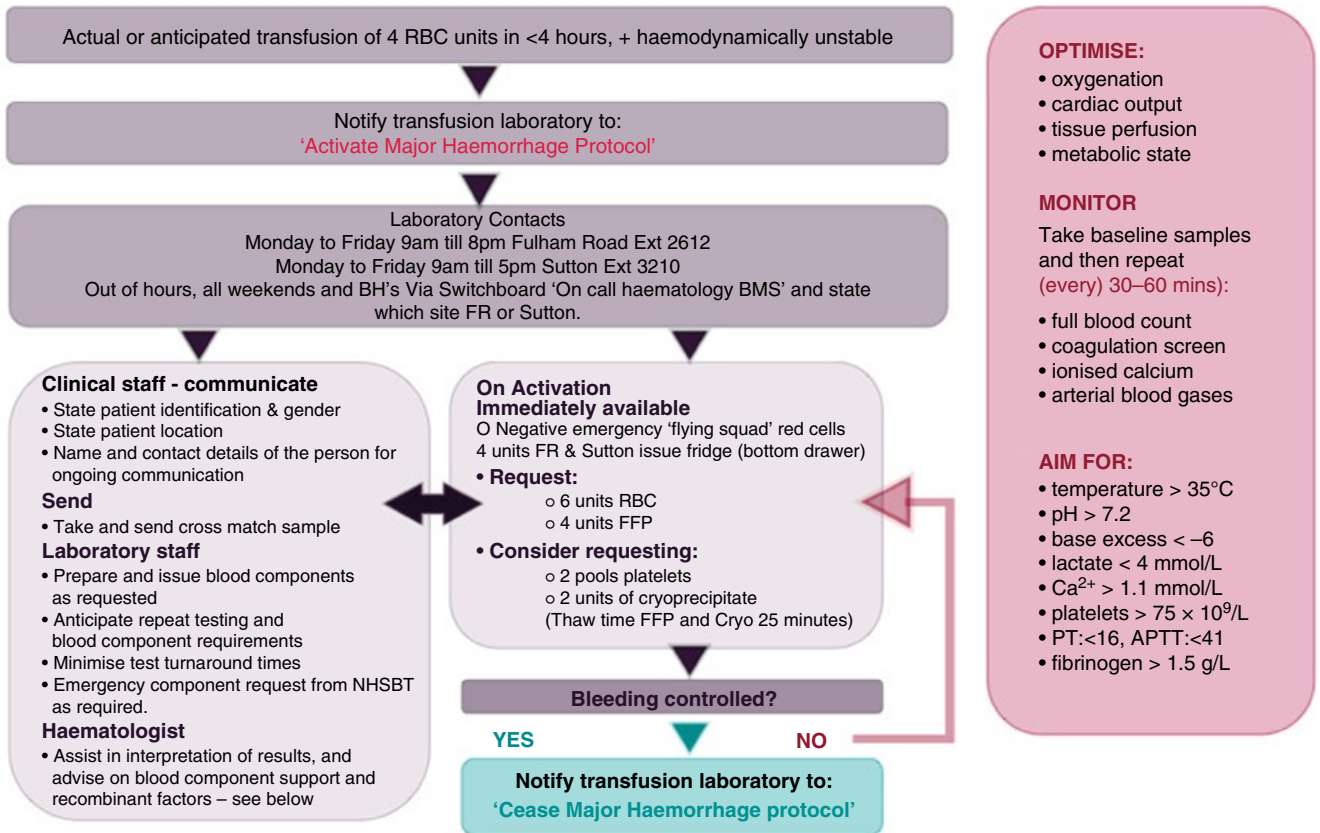 Actual or anticipated transfusion of 4 RBC units in <4 hours, + haemodynamically unstable
Notify transfusion laboratory to:
‘Activate Major Haemorrhage Protocol’
Laboratory Contacts
Monday to Friday 9am till 8pm Fulham Road Ext 2612
Monday to Friday 9am till 5pm Sutton Ext 3210
Out of hours, all weekends and BH's Via Switchboard ‘On call haematology BMS’ and state
which site FR or Sutton.
Clinical staff - communicate
• State patient identification & gender
• State patient location
• Name and contact details of the person for
ongoing communication
Send
• Take and send cross match sample
Laboratory staff
• Prepare and issue blood components
as requested
• Anticipate repeat testing and
blood component requirements
• Minimise test turnaround times
• Emergency component request from NHSBT
as required.
Haematologist
• Assist in interpretation of results, and
advise on blood component support and
recombinant factors – see below
On Activation
Immediately available
O Negative emergency ‘flying squad’ red cells
4 units FR & Sutton issue fridge (bottom drawer)
• Request:
o 6 units RBC
o 4 units FFP
• Consider requesting:
o 2 pools platelets
o 2 units of cryoprecipitate
(Thaw time FFP and Cryo 25 minutes)
Bleeding controlled?
YES NO
Notify transfusion laboratory to:
‘Cease Major Haemorrhage protocol’
OPTIMISE:
• oxygenation
• cardiac output
• tissue perfusion
• metabolic state
MONITOR
Take baseline samples
and then repeat
(every) 30–60 mins):
• full blood count
• coagulation screen
• ionised calcium
• arterial blood gases
AIM FOR:
• temperature > 35°C
• pH > 7.2
• base excess < –6
• lactate < 4 mmol/L
• Ca²⁺ > 1.1 mmol/L
• platelets > 75 × 10⁹/L
• PT:<16, APTT:<41
• fibrinogen > 1.5 g/L